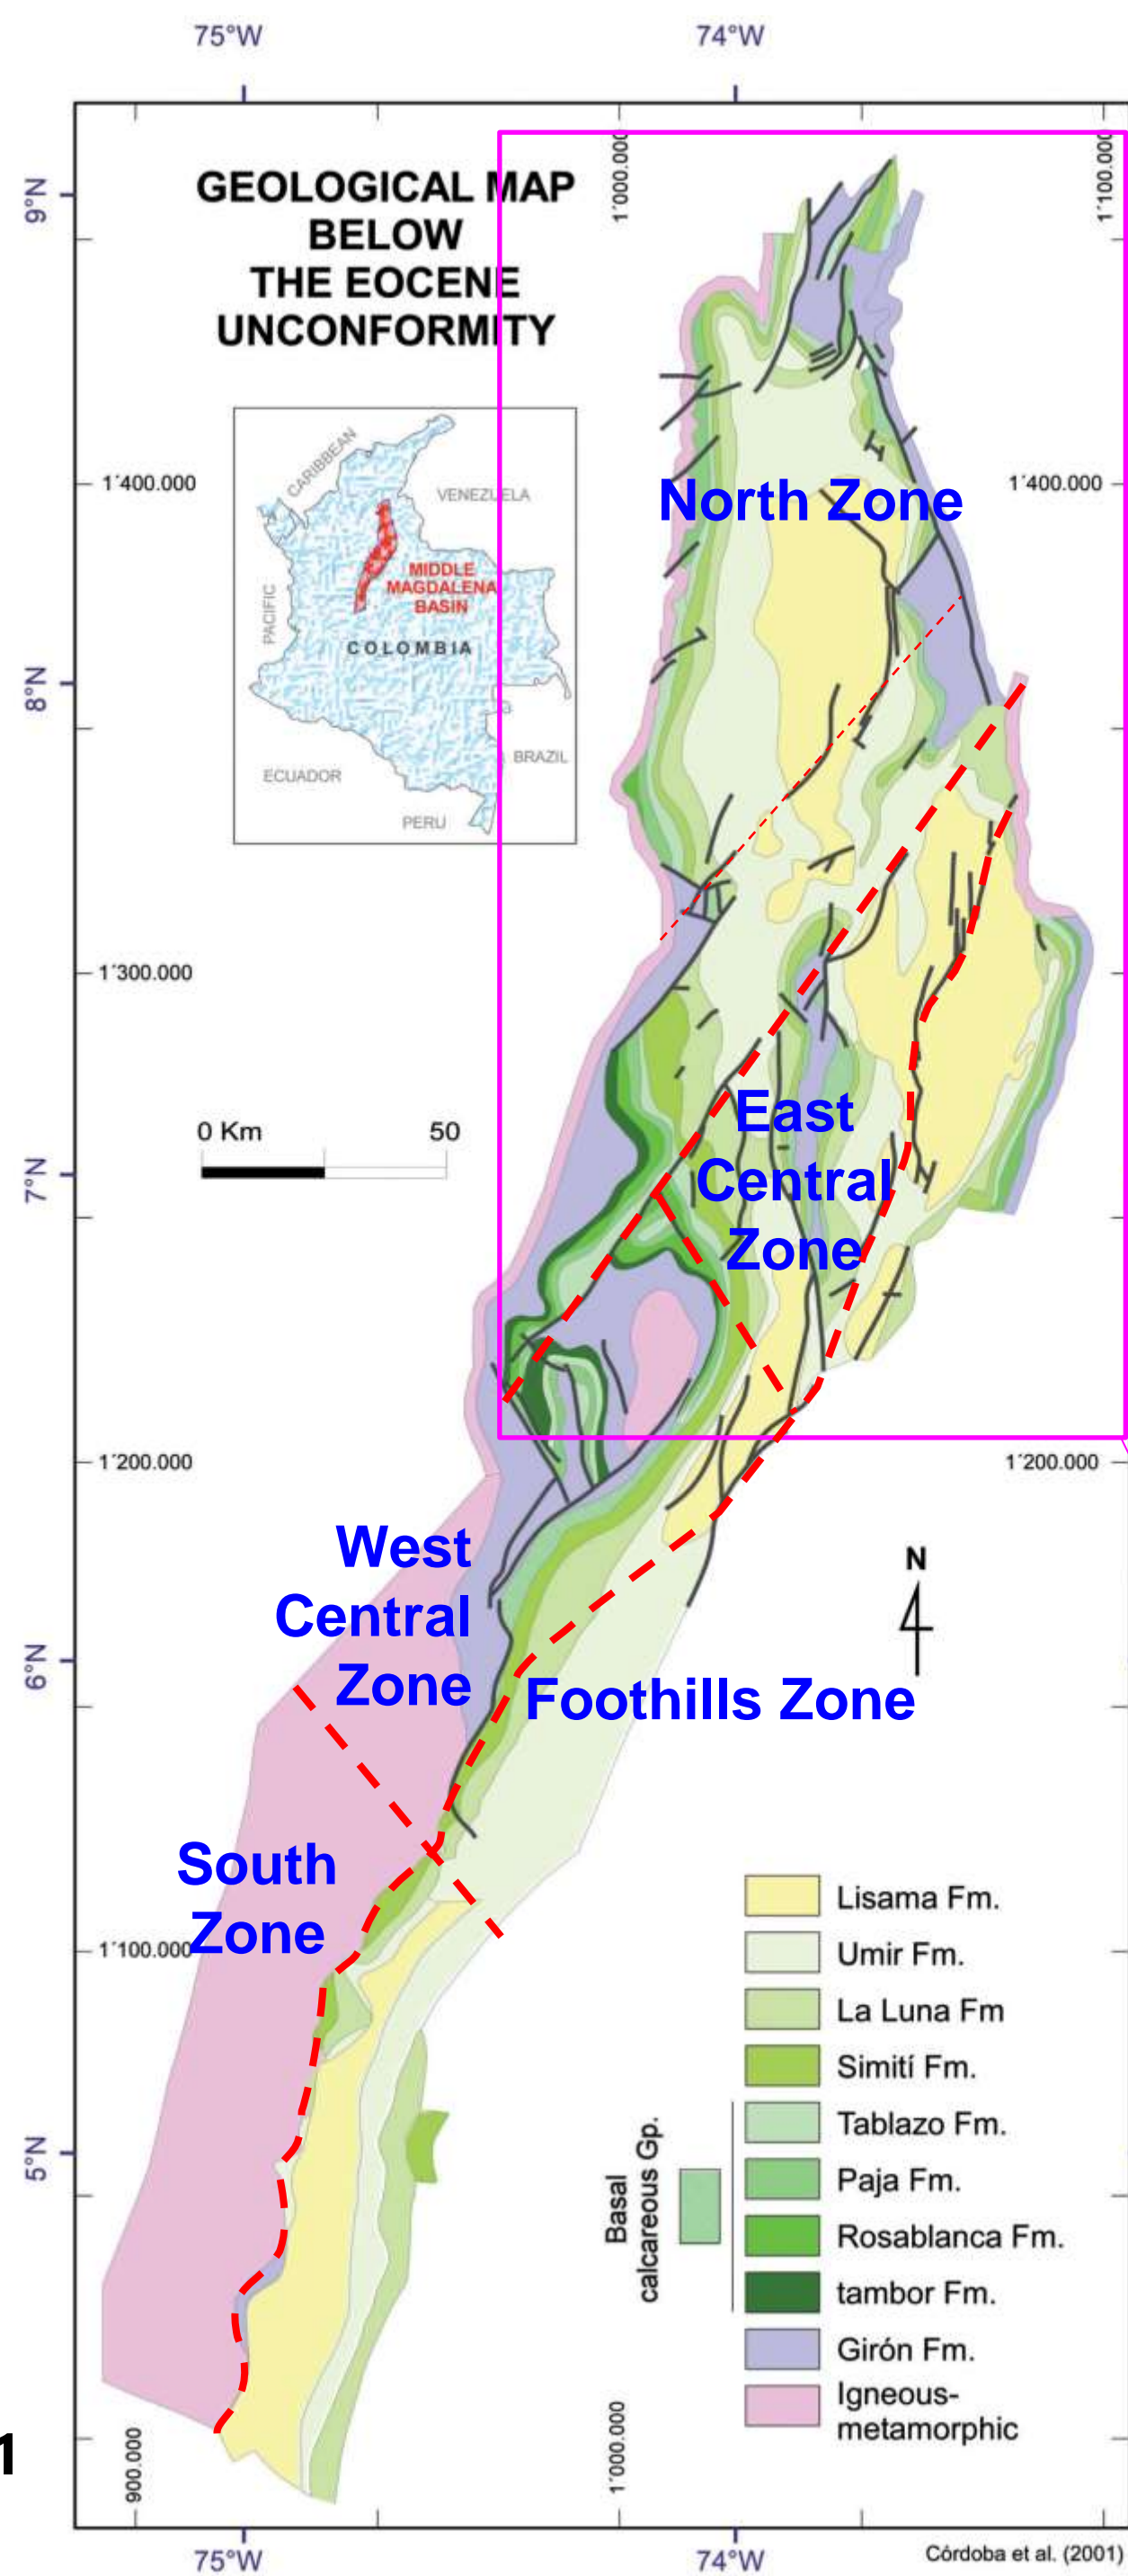 75°W
74°W
1'000.000
1'100.000
9°N
GEOLOGICAL MAP
BELOW
THE EOCENE
UNCONFORMITY
CARIBBEAN
VENEZUELA
MIDDLE
MAGDALENA
BASIN
PACIFIC
COLOMBIA
BRAZIL
ECUADOR
PERU
1'400.000
North Zone
1'400.000
8°N
1'300.000
0 Km
50
East
Central
Zone
7°N
1'200.000
1'200.000
West
Central
Zone
N
6°N
Foothills Zone
South
Zone
1'100.000
Lisama Fm.
Umir Fm.
La Luna Fm
Simití Fm.
Tablazo Fm.
Paja Fm.
Rosablanca Fm.
tambor Fm.
Girón Fm.
Igneous-
metamorphic
Basal
calcareous Gp.
5°N
1
900.000
1'000.000
75°W
74°W
Córdoba et al. (2001)